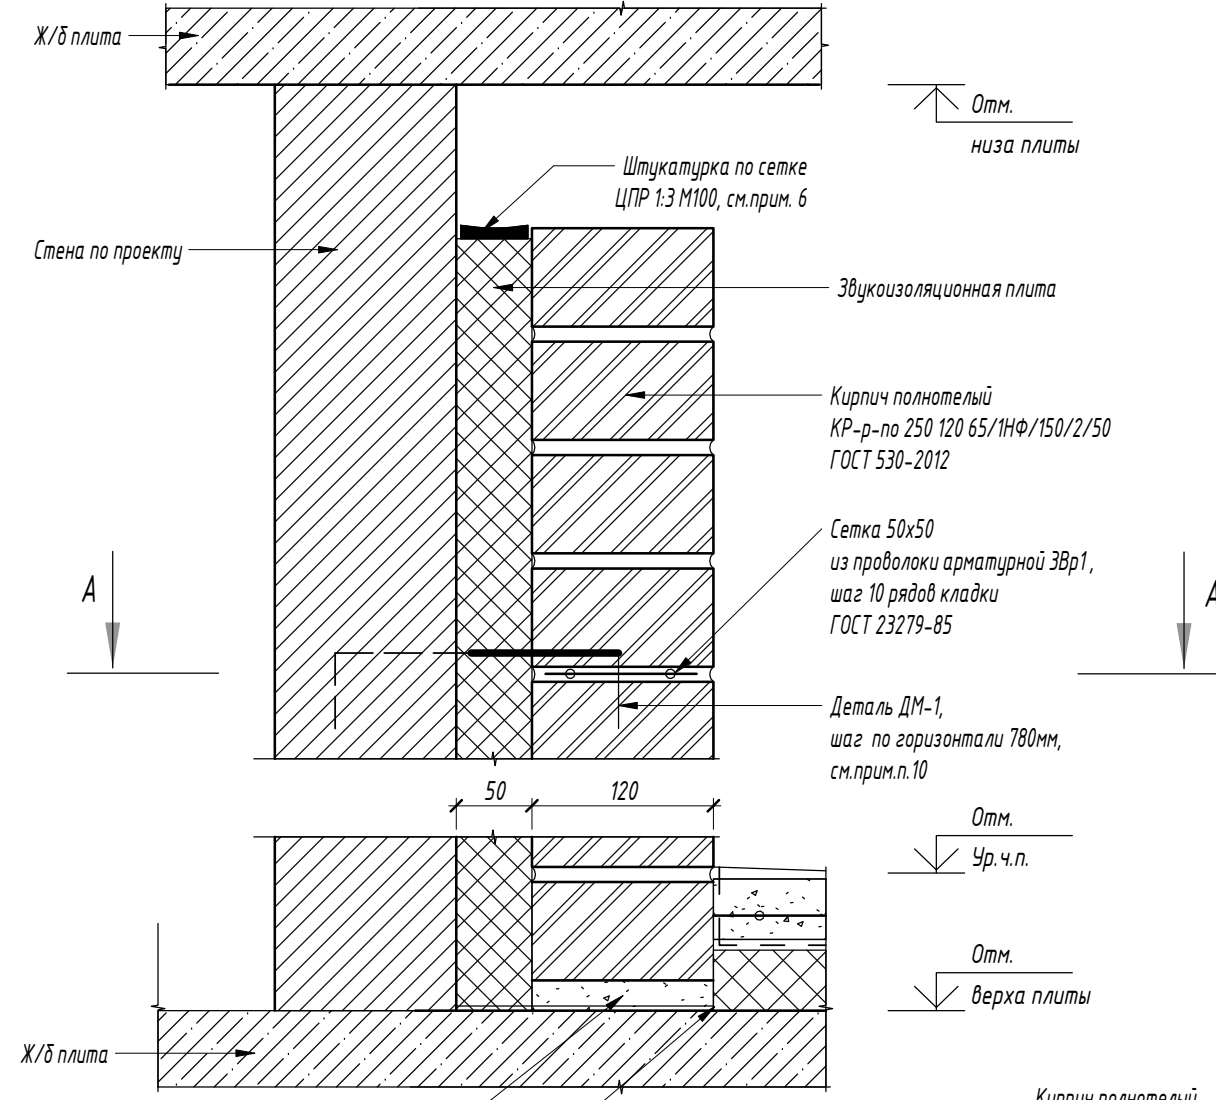 Ж/б плита
Отм.
низа плиты
Штукатурка по сетке
ЦПР 1:3 М100, см.прим. 6
Стена по проекту
Звукоизоляционная плита
Кирпич полнотелый
КР-р-по 250 120 65/1НФ/150/2/50
ГОСТ 530-2012
Сетка 50х50
из проволоки арматурной 3Вр1,
шаг 10 рядов кладки
ГОСТ 23279-85
А
А
Деталь ДМ-1,
шаг по горизонтали 780мм,
см.прим.п.10
50
120
Отм.
Ур.ч.п.
Отм.
верха плиты
Ж/б плита
Кирпич полнотелый